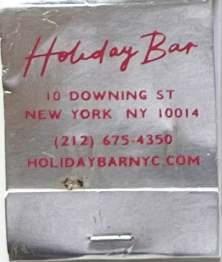 Holiday Bar
10 DOWNING ST
NEW YORK NY 10014
(212) 675-4350
HOLIDAYBARNYC.COM